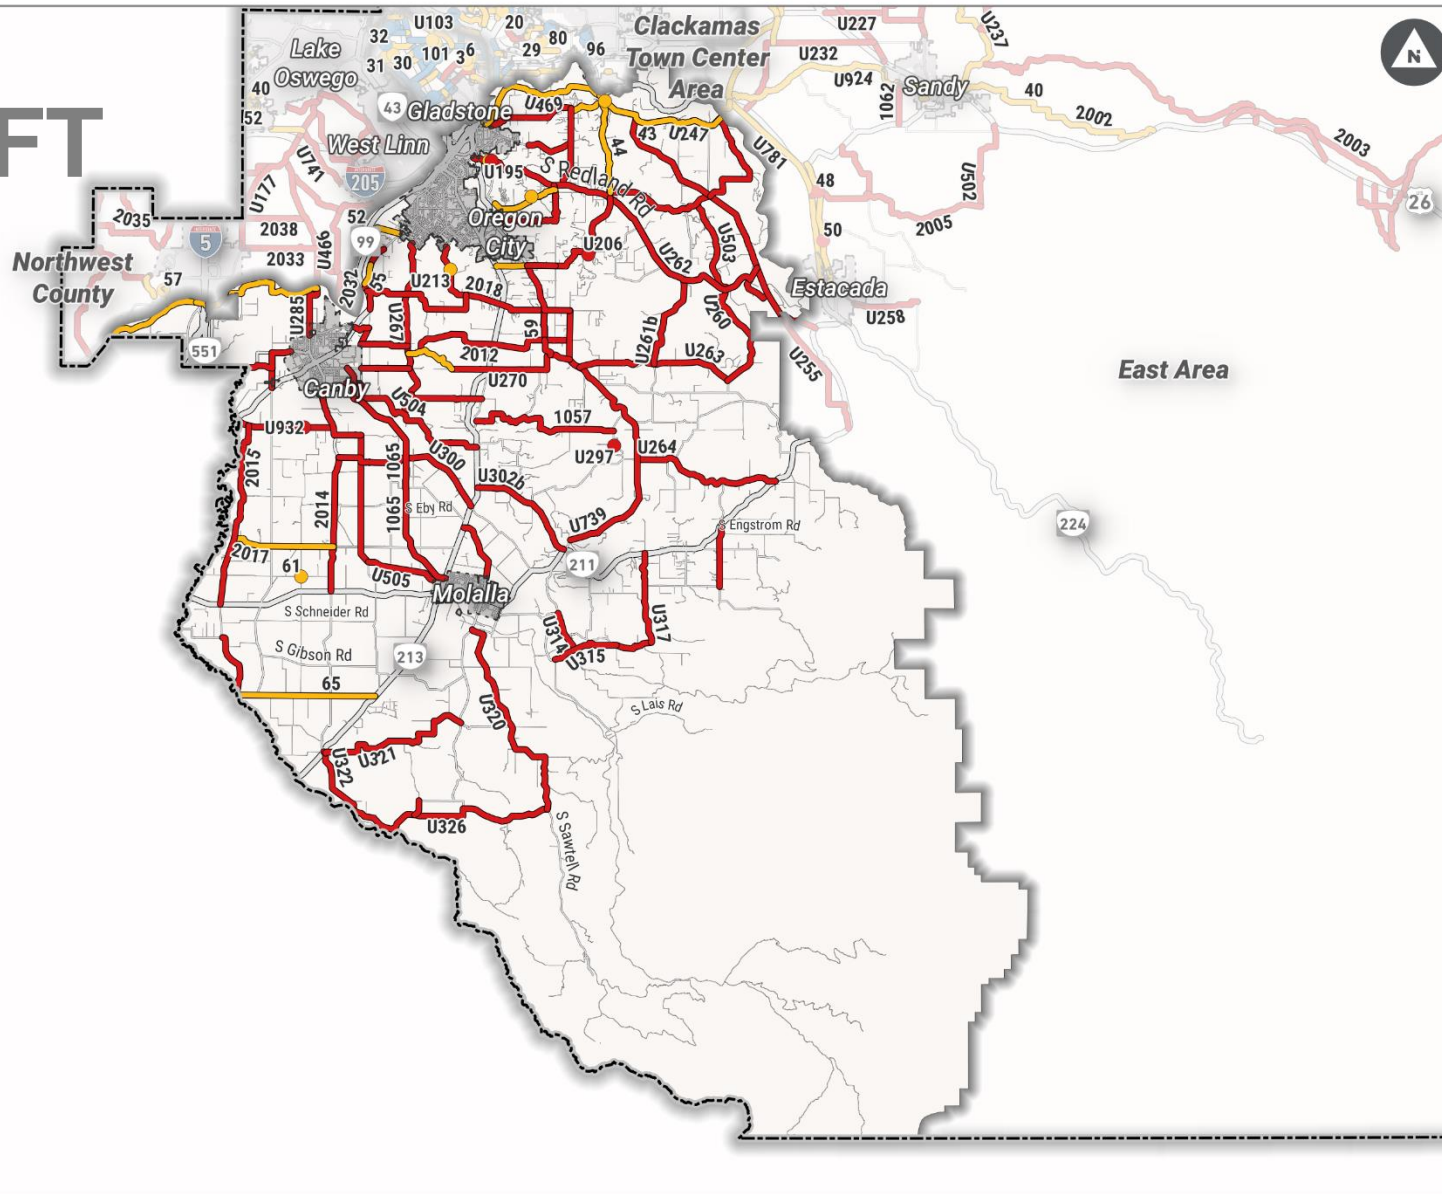 FT
Lake
Oswego
Clackamas
Town Center
Area
N
U103
20
32
101
36
80
31
30
29
96
U227
U237
U232
U924
1062
Sandy
40
2002
2003
26
40
52
43
Gladstone
West Linn
U469
43
U247
44
U781
U741
205
U195
S Redland Rd
48
U502
2005
U177
2035
2038
5
2033
U466
52
99
Oregon
City
U206
U503
50
Northwest
County
57
2032
55
U213
2018
U262
Estacada
U260
U258
U285
U267
59
U261b
551
2012
U263
U255
U270
East Area
Canby
U504
1057
U932
U297
U264
2015
1065
U300
U302b
2014
1065
S Eby Rd
U739
S Engstrom Rd
224
2017
61
U505
211
Molalla
S Schneider Rd
U314
U317
S Gibson Rd
213
U315
65
U320
S Lais Rd
U321
U322
U326
S Sawtell Rd